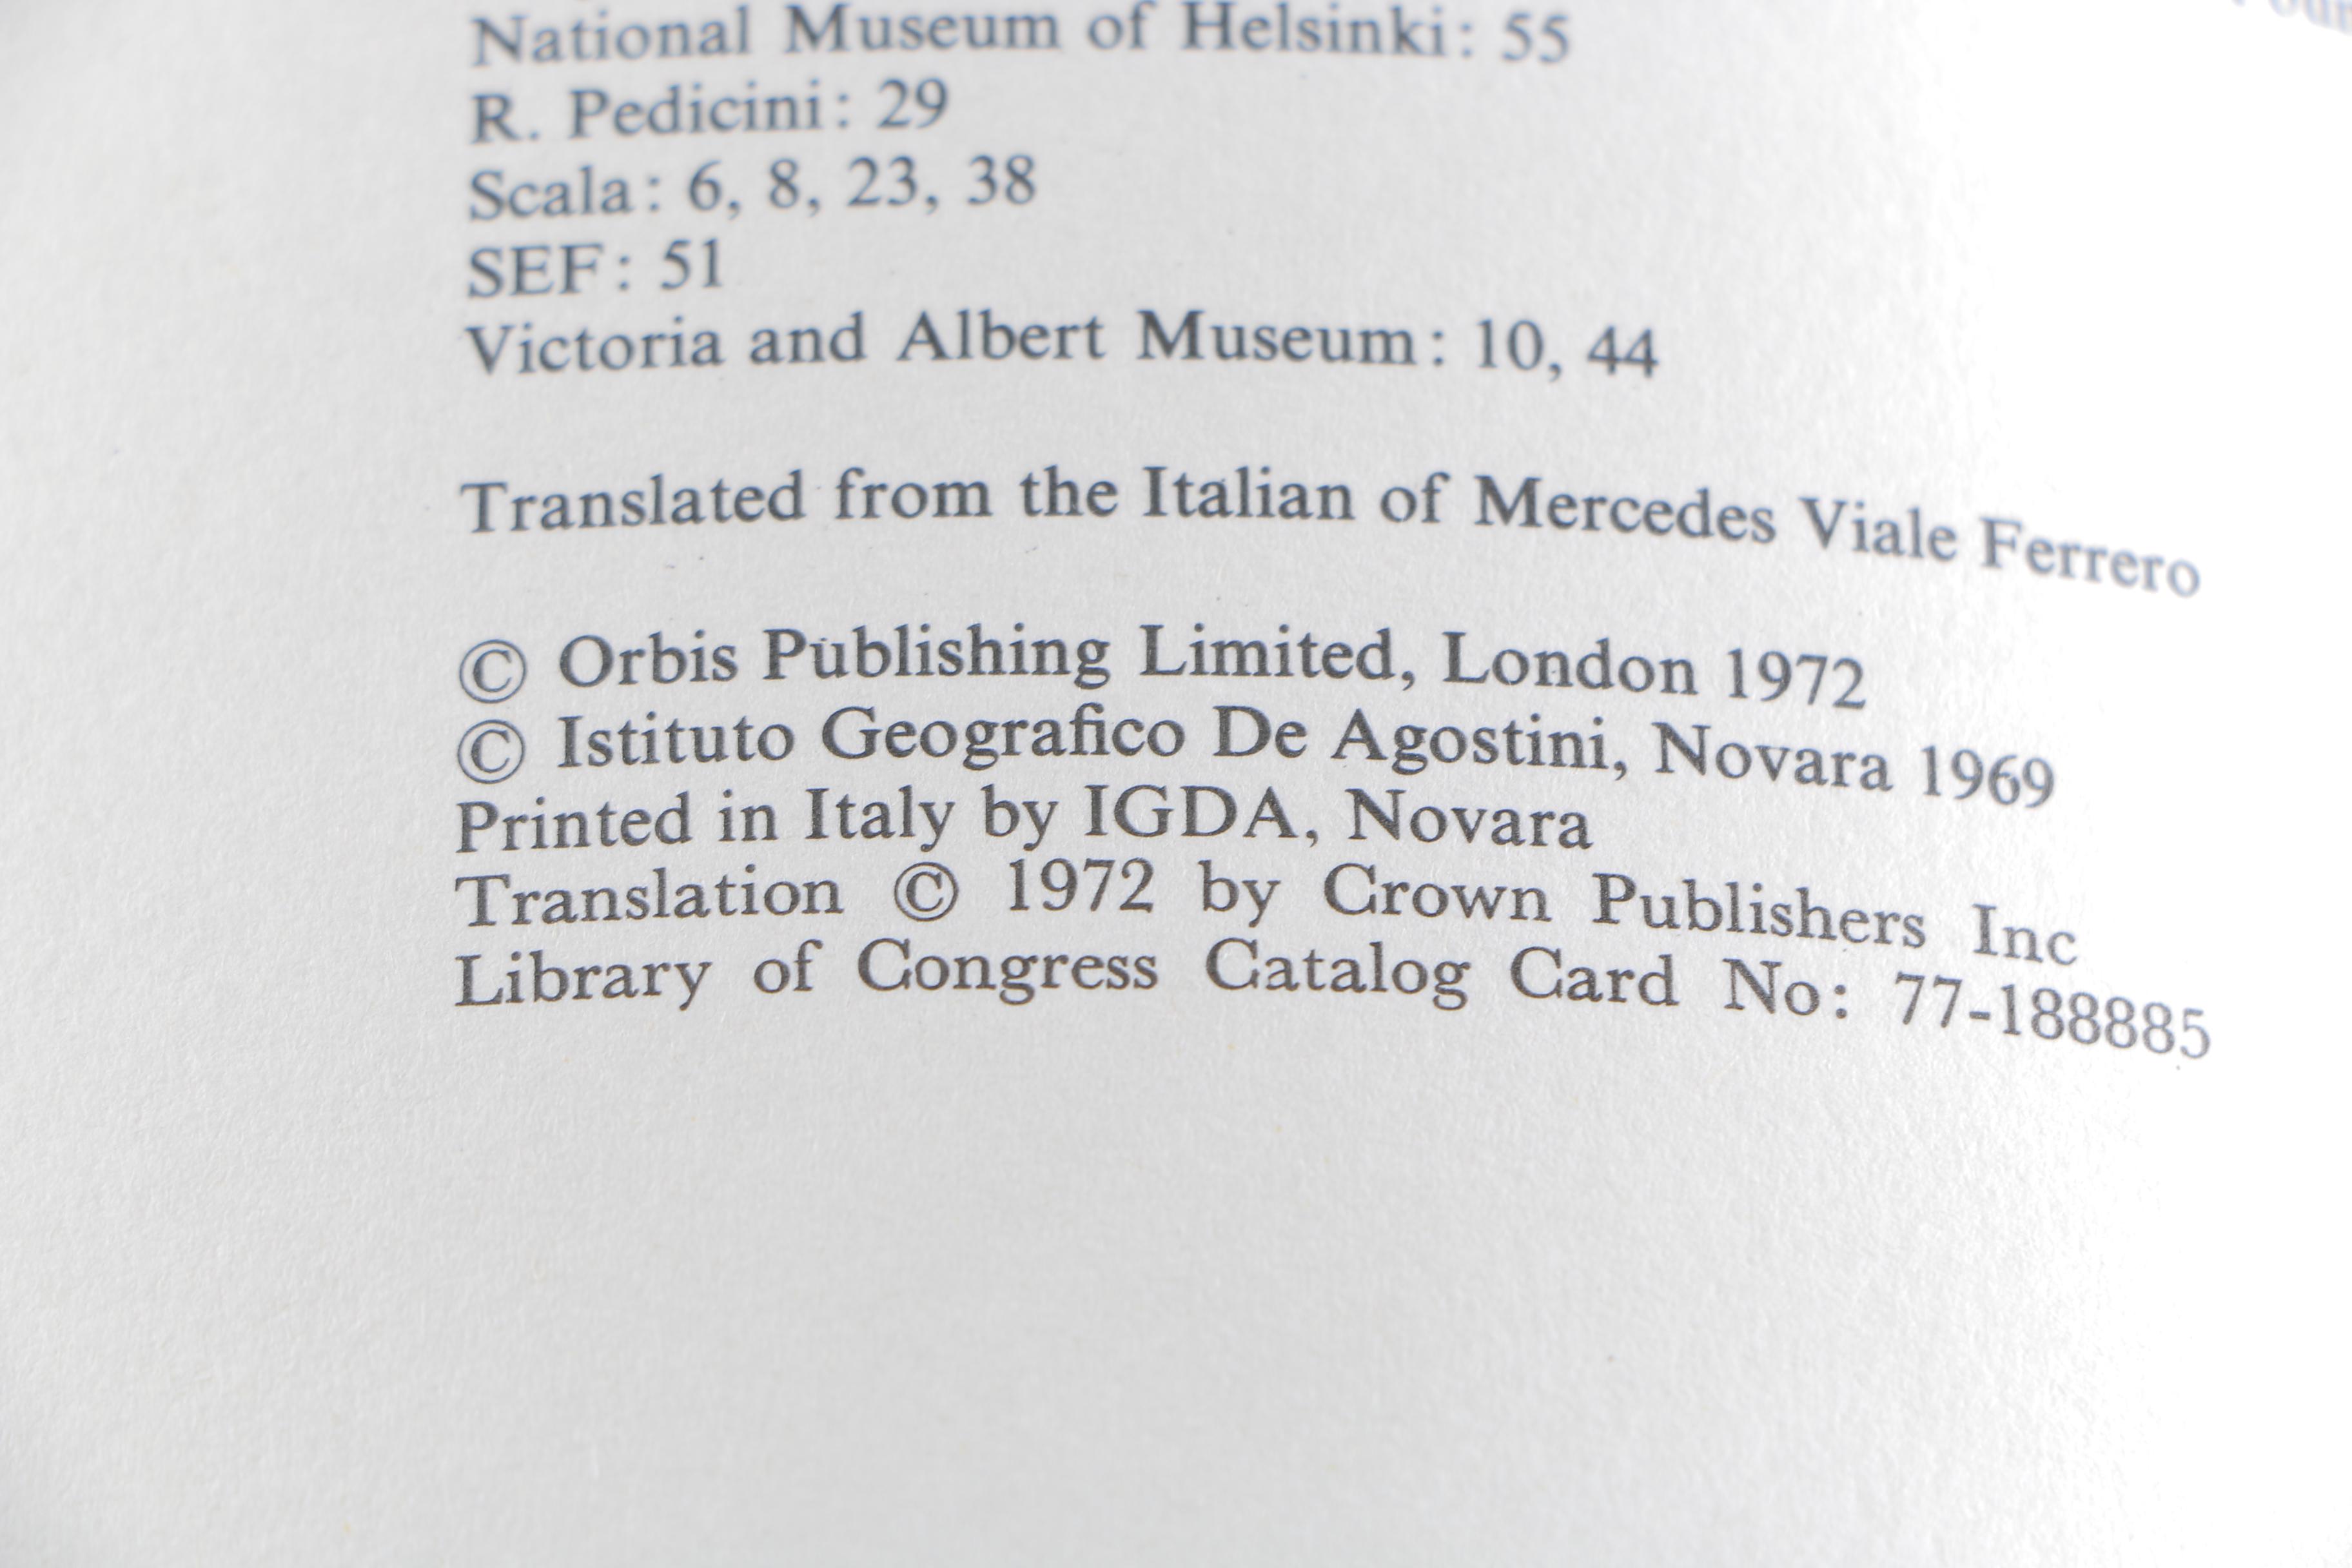 National Museum of Helsinki: 55
R. Pedicini: 29
Scala: 6, 8, 23, 38
SEF: 51
Victoria and Albert Museum: 10, 44
Translated from the Italian of Mercedes Viale Ferrero
© Orbis Publishing Limited, London 1972
© Istituto Geografico De Agostini, Novara 1969
Printed in Italy by IGDA, Novara
Translation © 1972 by Crown Publishers Inc
Library of Congress Catalog Card No: 77-188885